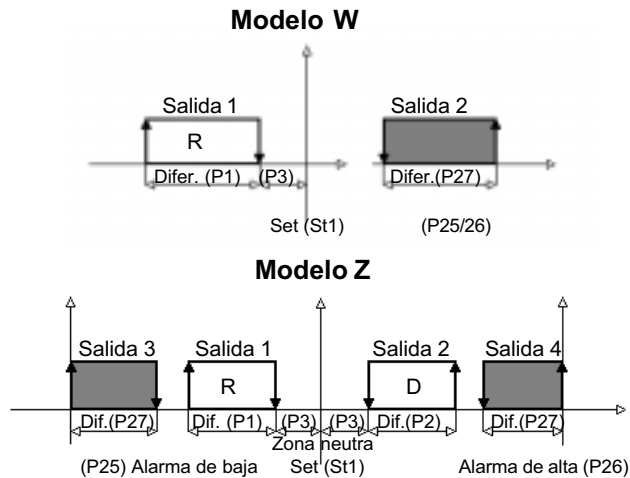 Modelo W
Salida 1 Salida 2
R
Difer. (P1) (P3) Difer.(P27)
Set (St1) (P25/26)
Modelo Z
Salida 3 Salida 1 Salida 2 Salida 4
R D
Dif.(P27) Dif. (P1) (P3) (P3) Dif.(P2) Dif.(P27)
Zona neutra
(P25) Alarma de baja Set (St1) Alarma de alta (P26)